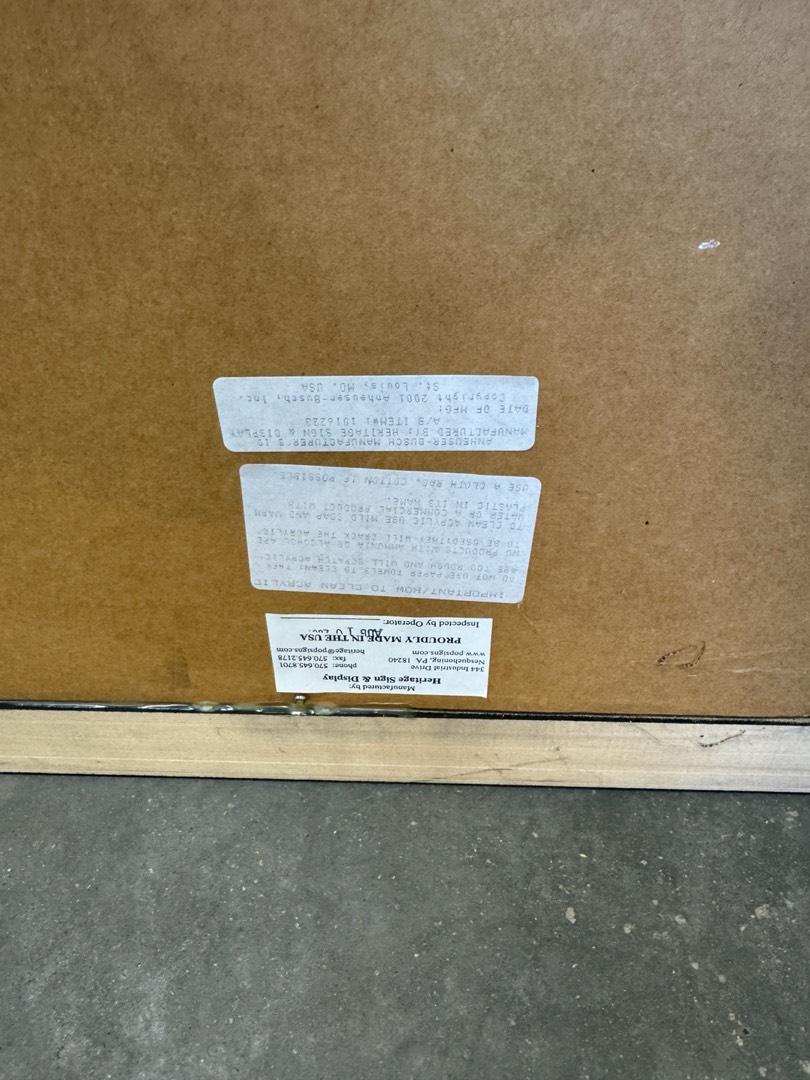 Manufactured by:
Heritage Sign & Display
344 Industrial Drive phone: 570.645.8701
Nesquehoning, PA 18240 fax: 570.645.2178
www.popsigns.com heritage@popsigns.com
PROUDLY MADE IN THE USA
Inspected by Operator: AUG 1 0
IMPORTANT/HOW TO CLEAN ACRYLIC
DO NOT USE PAPER TOWELS TO CLEAN! THEY
ARE TOO ROUGH AND WILL SCRATCH ACRYLIC.
NO PRODUCTS WITH AMMONIA OR ALCOHOL ARE
TO BE USED!THEY WILL CRACK THE ACRYLIC.
TO CLEAN ACRYLIC USE MILD SOAP AND WARM
WATER OR A COMMERCIAL PRODUCT WITH
PLASTIC IN ITS NAME.
USE A CLOTH RAG, COTTON IF POSSIBLE
ANHEUSER-BUSCH MANUFACTURER'S ID
MANUFACTURED BY: HERITAGE SIGN & DISPLAY
A/B ITEM#: 1016223
DATE OF MFG:
Copyright 2001 Anheuser-Busch, Inc.
St. Louis, MO. USA